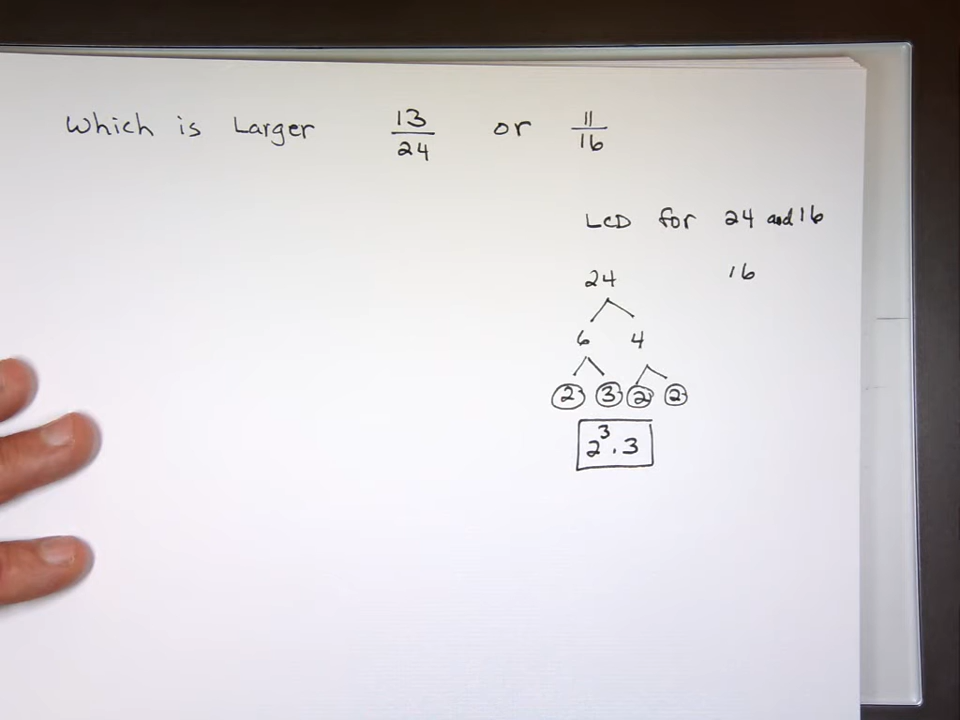 Which is Larger 13/24 or 11/16
LCD for 24 and 16
24 16
6 4
2 3 2 2
2³·3